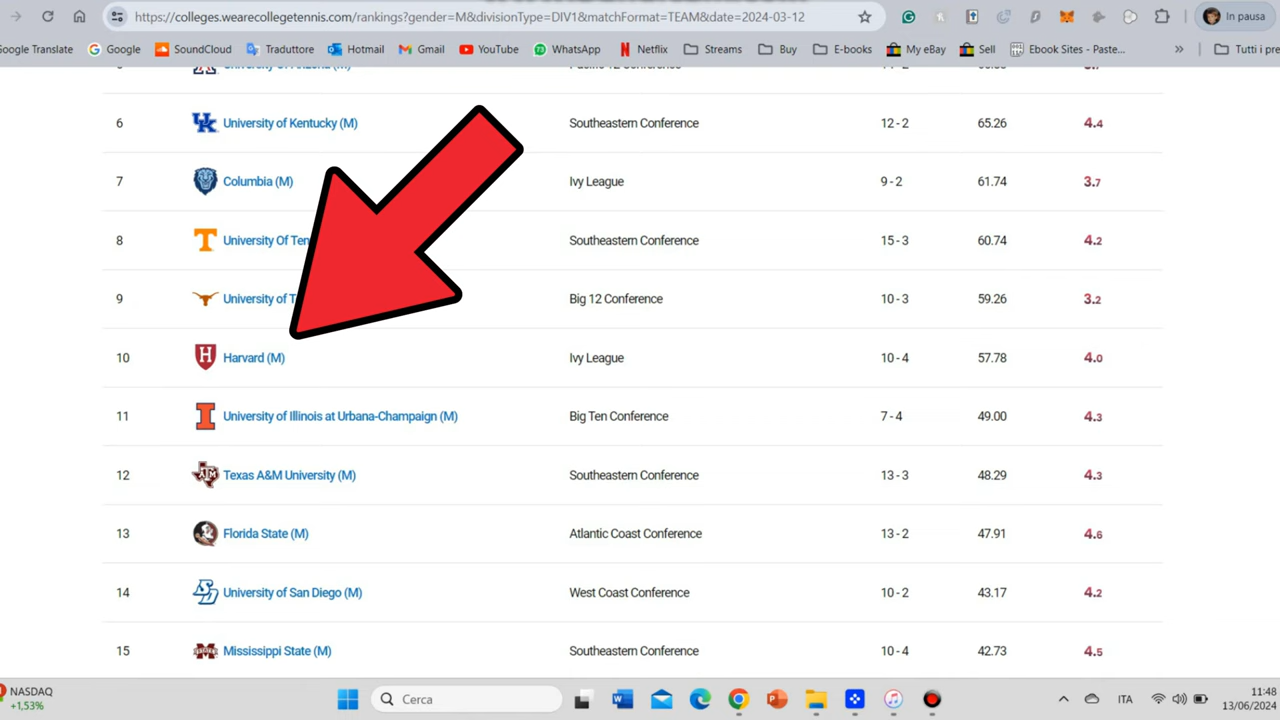 https://colleges.wearecollegetennis.com/rankings?gender=M&divisionType=DIV1&matchFormat=TEAM&date=2024-03-12 In pausa
Google Translate Google SoundCloud Traduttore Hotmail Gmail YouTube WhatsApp Netflix Streams Buy E-books My eBay Sell Ebook Sites - Paste... » Tutti i pre
6 University of Kentucky (M) Southeastern Conference 12 - 2 65.26 4.4
7 Columbia (M) Ivy League 9 - 2 61.74 3.7
8 University Of Ten Southeastern Conference 15 - 3 60.74 4.2
9 University of T Big 12 Conference 10 - 3 59.26 3.2
10 Harvard (M) Ivy League 10 - 4 57.78 4.0
11 University of Illinois at Urbana-Champaign (M) Big Ten Conference 7 - 4 49.00 4.3
12 Texas A&M University (M) Southeastern Conference 13 - 3 48.29 4.3
13 Florida State (M) Atlantic Coast Conference 13 - 2 47.91 4.6
14 University of San Diego (M) West Coast Conference 10 - 2 43.17 4.2
15 Mississippi State (M) Southeastern Conference 10 - 4 42.73 4.5
NASDAQ
+1,53%
Cerca
ITA
11:48
13/06/2024